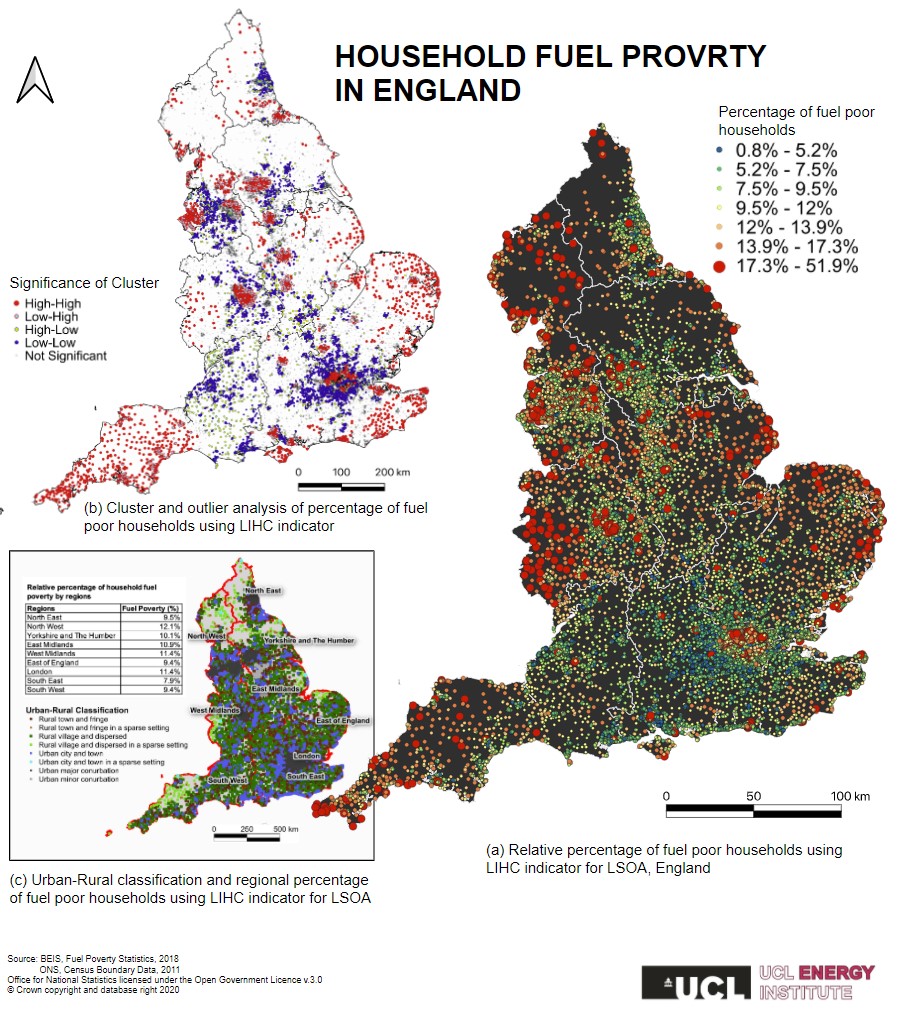 HOUSEHOLD FUEL PROVRTY
IN ENGLAND
Percentage of fuel poor
households
0.8% - 5.2%
5.2% - 7.5%
7.5% - 9.5%
9.5% - 12%
12% - 13.9%
13.9% - 17.3%
17.3% - 51.9%
Significance of Cluster
High-High
Low-High
High-Low
Low-Low
Not Significant
0 100 200 km
(b) Cluster and outlier analysis of percentage of fuel
poor households using LIHC indicator
Relative percentage of household fuel
poverty by regions
Regions Fuel Poverty (%)
North East 9.5%
North West 12.1%
Yorkshire and The Humber 10.1%
East Midlands 10.9%
West Midlands 11.4%
East of England 9.4%
London 11.4%
South East 7.9%
South West 9.4%
Urban-Rural Classification
Rural town and fringe
Rural town and fringe in a sparse setting
Rural village and dispersed
Rural village and dispersed in a sparse setting
Urban city and town
Urban city and town in a sparse setting
Urban major conurbation
Urban minor conurbation
North East
North West
Yorkshire and The Humber
East Midlands
West Midlands
East of England
London
South West
South East
0 250 500 km
0 50 100 km
(a) Relative percentage of fuel poor households using
LIHC indicator for LSOA, England
(c) Urban-Rural classification and regional percentage
of fuel poor households using LIHC indicator for LSOA
Source: BEIS, Fuel Poverty Statistics, 2018
ONS, Census Boundary Data, 2011
Office for National Statistics licensed under the Open Government Licence v.3.0
© Crown copyright and database right 2020
UCL
UCL ENERGY
INSTITUTE